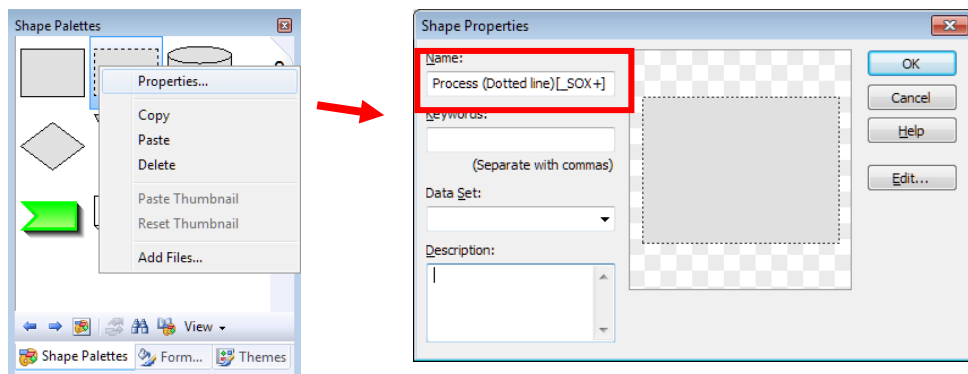 Shape Palettes
Properties...
Copy
Paste
Delete
Paste Thumbnail
Reset Thumbnail
Add Files...
View
Shape Palettes
Form...
Themes
Shape Properties
Name:
Process (Dotted line)[_SOX+]
Keywords:
(Separate with commas)
Data Set:
Description:
OK
Cancel
Help
Edit...